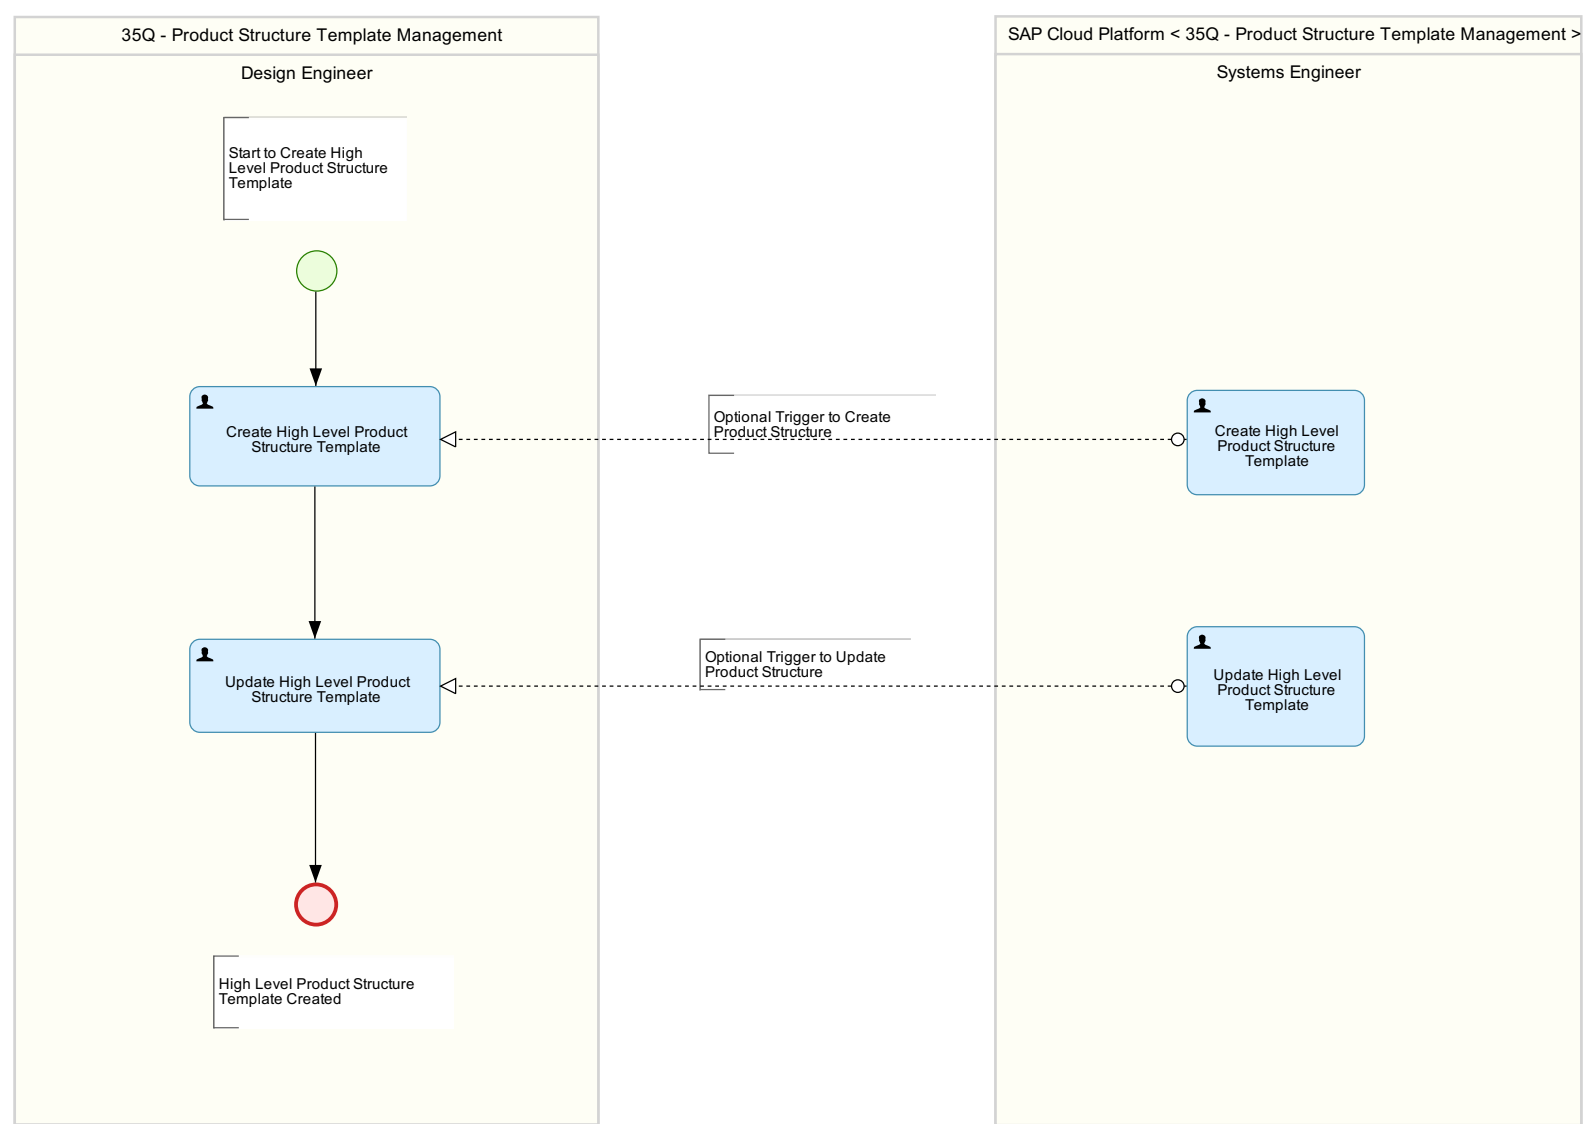 35Q - Product Structure Template Management
Design Engineer
Start to Create High
Level Product Structure
Template
Create High Level Product
Structure Template
Update High Level Product
Structure Template
High Level Product Structure
Template Created
Optional Trigger to Create
Product Structure
Optional Trigger to Update
Product Structure
SAP Cloud Platform < 35Q - Product Structure Template Management >
Systems Engineer
Create High Level
Product Structure
Template
Update High Level
Product Structure
Template